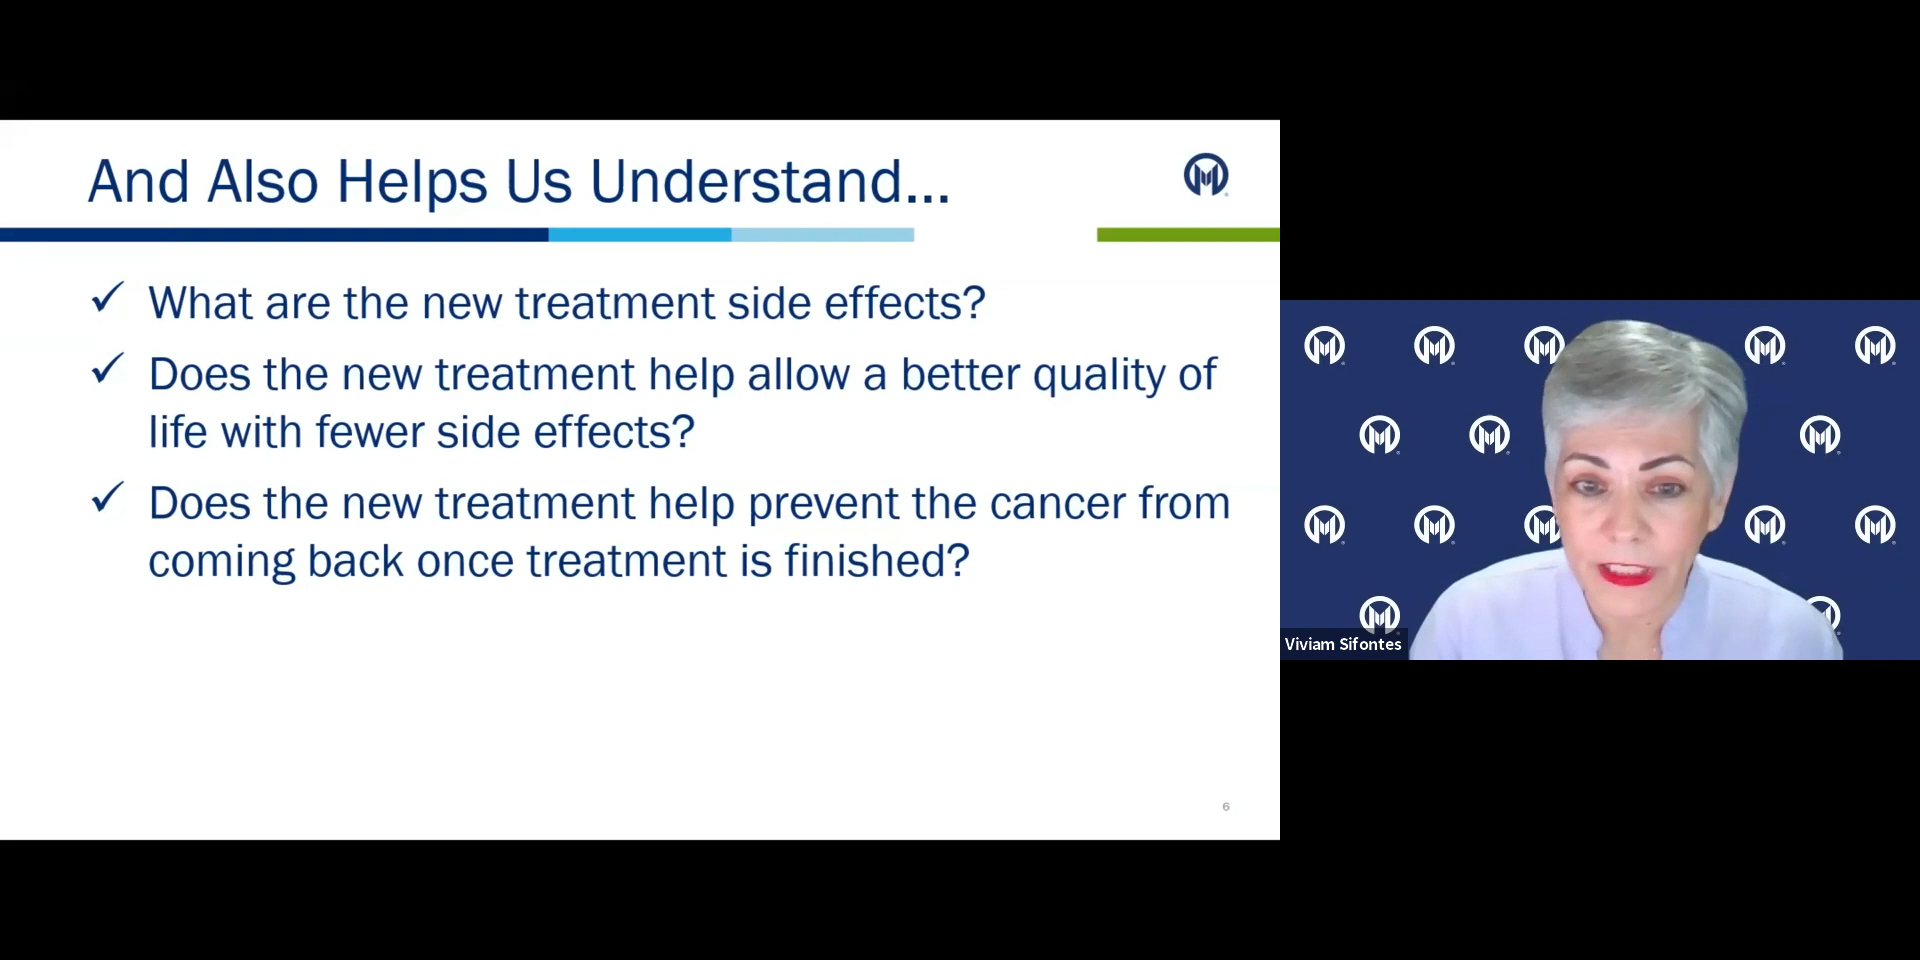 And Also Helps Us Understand...
✓ What are the new treatment side effects?
✓ Does the new treatment help allow a better quality of
life with fewer side effects?
✓ Does the new treatment help prevent the cancer from
coming back once treatment is finished?
6
Viviam Sifontes